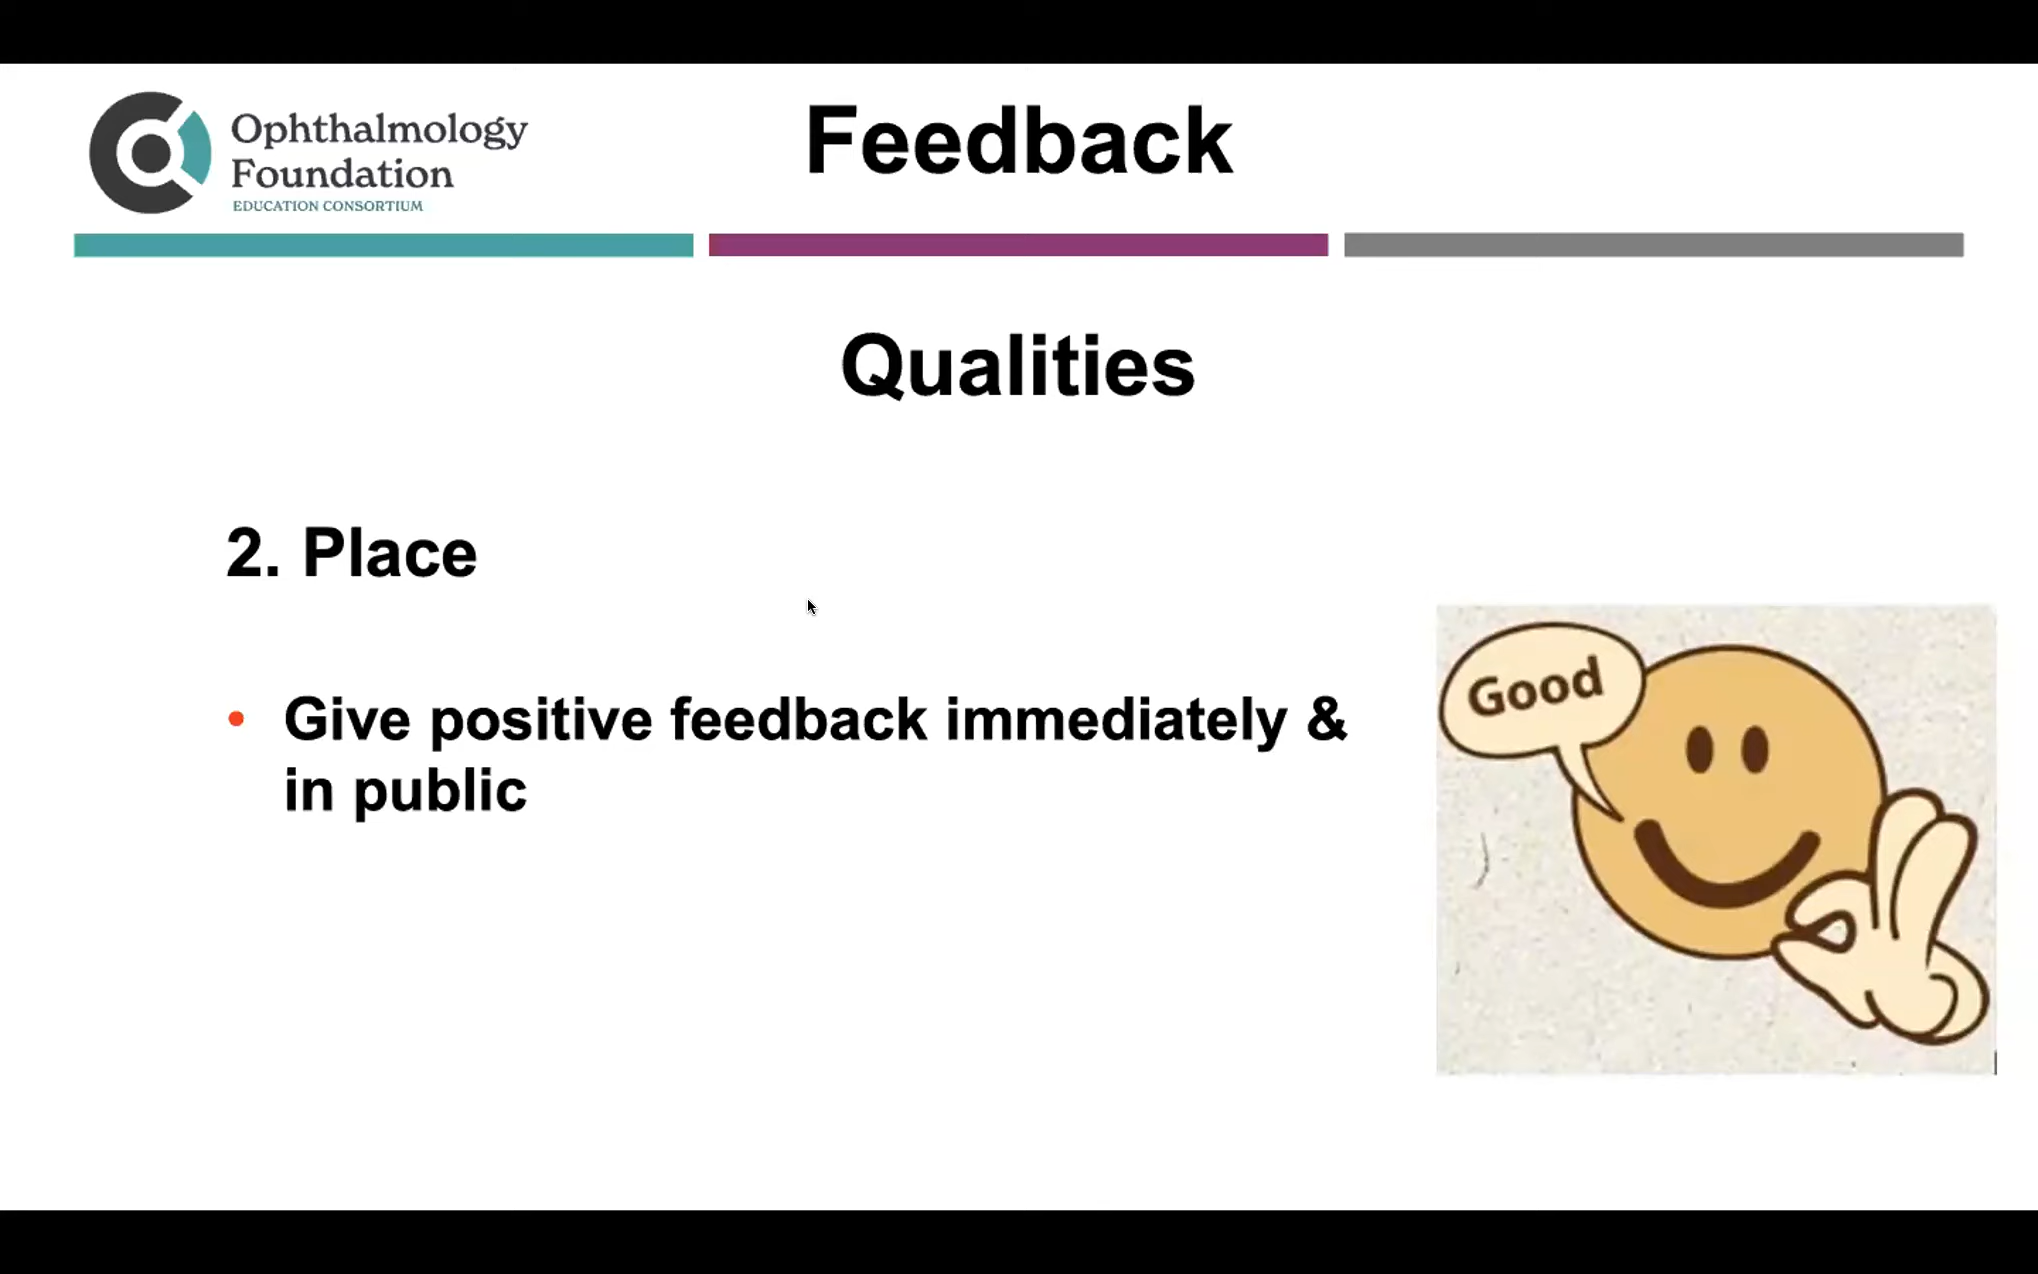 Ophthalmology
Foundation
EDUCATION CONSORTIUM
Feedback
Qualities
2. Place
• Give positive feedback immediately &
in public
Good